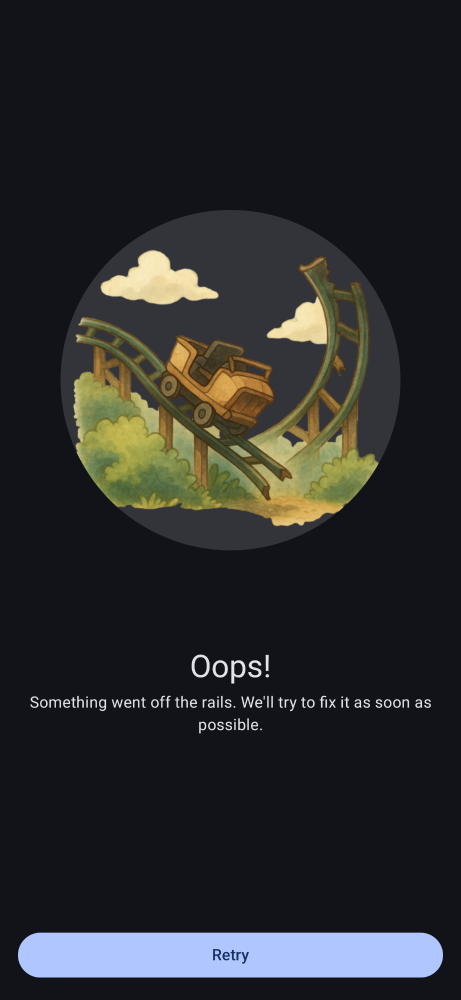 Oops!
Something went off the rails. We'll try to fix it as soon as
possible.
Retry